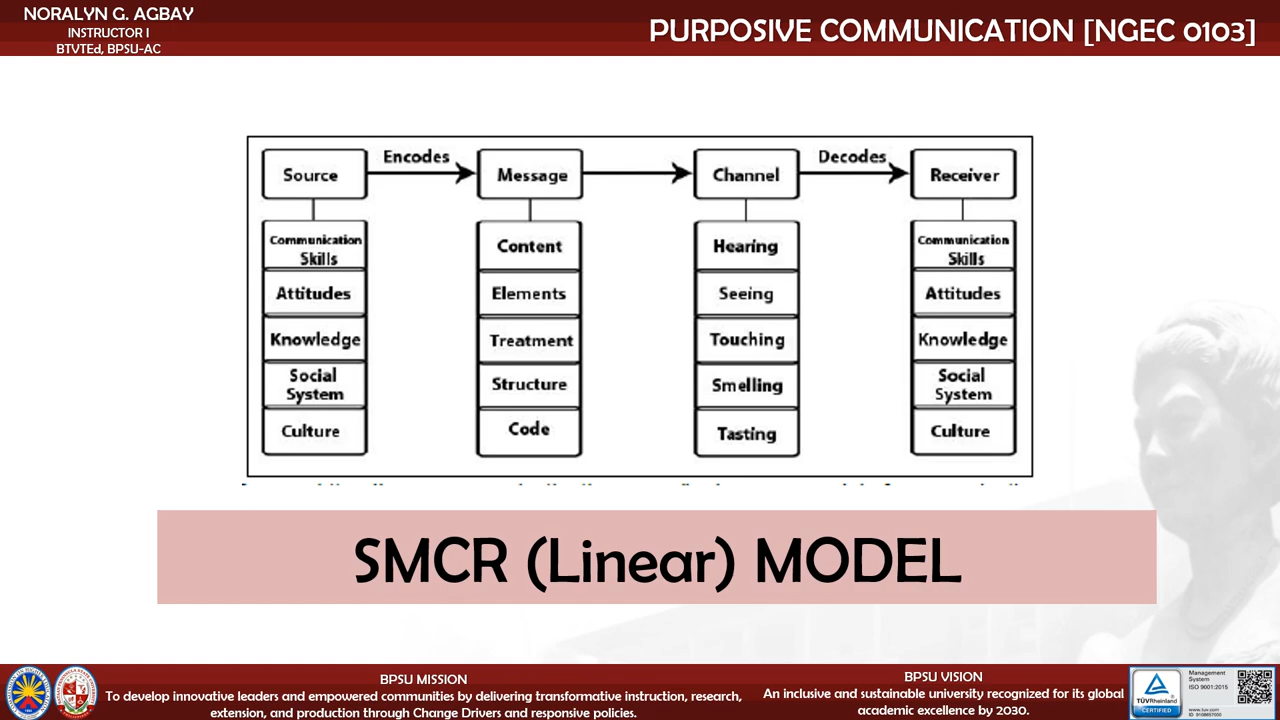 NORALYN G. AGBAY
INSTRUCTOR I
BTVTEd, BPSU-AC
PURPOSIVE COMMUNICATION [NGEC 0103]
Source
Encodes
Message
Channel
Decodes
Receiver
Communication
Skills
Attitudes
Knowledge
Social
System
Culture
Content
Elements
Treatment
Structure
Code
Hearing
Seeing
Touching
Smelling
Tasting
Communication
Skills
Attitudes
Knowledge
Social
System
Culture
SMCR (Linear) MODEL
BPSU MISSION
To develop innovative leaders and empowered communities by delivering transformative instruction, research,
extension, and production through Change Drivers and responsive policies.
BPSU VISION
An inclusive and sustainable university recognized for its global
academic excellence by 2030.
TÜVRheinland
CERTIFIED
Management
System
ISO 9001:2015
www.tuv.com